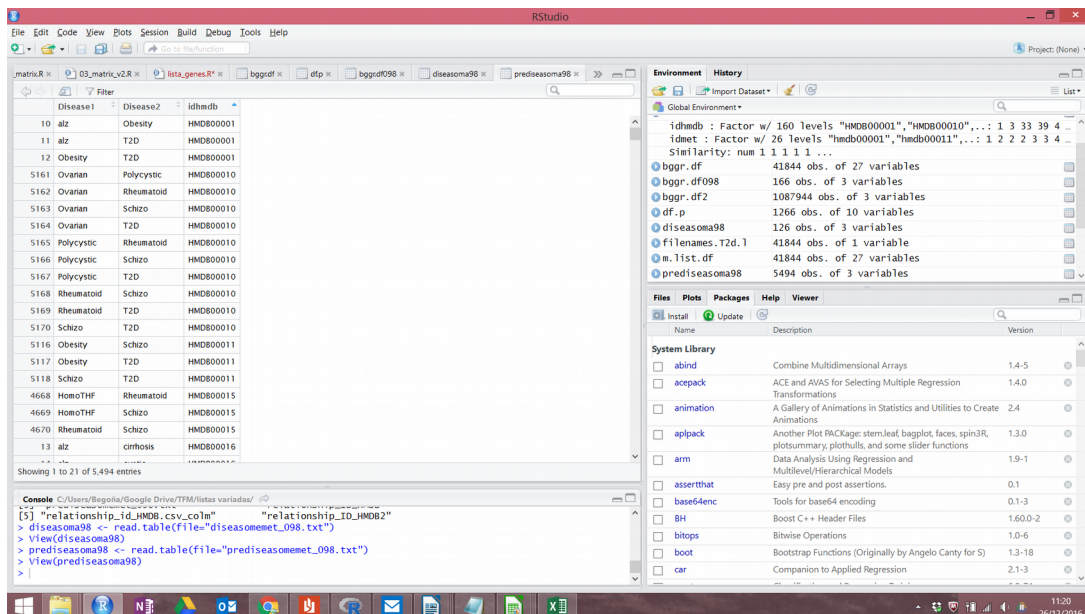 RStudio
File Edit Code View Plots Session Build Debug Tools Help
Go to file/function Project: (None)
_matrix.R 03_matrix_v2.R lista_genes.R* bggrdf df.p bggrdf098 diseasoma98 prediseasoma98
Filter
Disease1 Disease2 idhmdb
10 alz Obesity HMDB00001
11 alz T2D HMDB00001
12 Obesity T2D HMDB00001
5161 Ovarian Polycystic HMDB00010
5162 Ovarian Rheumatoid HMDB00010
5163 Ovarian Schizo HMDB00010
5164 Ovarian T2D HMDB00010
5165 Polycystic Rheumatoid HMDB00010
5166 Polycystic Schizo HMDB00010
5167 Polycystic T2D HMDB00010
5168 Rheumatoid Schizo HMDB00010
5169 Rheumatoid T2D HMDB00010
5170 Schizo T2D HMDB00010
5116 Obesity Schizo HMDB00011
5117 Obesity T2D HMDB00011
5118 Schizo T2D HMDB00011
4668 HomoTHF Rheumatoid HMDB00015
4669 HomoTHF Schizo HMDB00015
4670 Rheumatoid Schizo HMDB00015
13 alz cirrhosis HMDB00016
Showing 1 to 21 of 5,494 entries
Console C:/Users/Begoña/Google Drive/TFM/listas variadas/
[5] "relationship_id_HMDB.csv_colm" "relationship_ID_HMDB2"
> diseasoma98 <- read.table(file="diseasomemet_098.txt")
> View(diseasoma98)
> prediseasoma98 <- read.table(file="prediseasomemet_098.txt")
> View(prediseasoma98)
>
Environment History
Import Dataset List
Global Environment
idhmdb : Factor w/ 160 levels "HMDB00001","HMDB00010",..: 1 3 33 39 4 …
idmet : Factor w/ 26 levels "hmdb00001","hmdb00011",..: 1 2 2 2 3 3 4 …
Similarity: num 1 1 1 1 1 ...
bggr.df 41844 obs. of 27 variables
bggr.df098 166 obs. of 3 variables
bggr.df2 1087944 obs. of 3 variables
df.p 1266 obs. of 10 variables
diseasoma98 126 obs. of 3 variables
filenames.T2d.l 41844 obs. of 1 variable
m.list.df 41844 obs. of 27 variables
prediseasoma98 5494 obs. of 3 variables
Files Plots Packages Help Viewer
Install Update
Name Description Version
System Library
abind Combine Multidimensional Arrays 1.4-5
acepack ACE and AVAS for Selecting Multiple Regression 1.4.0
Transformations
animation A Gallery of Animations in Statistics and Utilities to Create 2.4
Animations
aplpack Another Plot PACKage: stem.leaf, bagplot, faces, spin3R, 1.3.0
plotsummary, plothulls, and some slider functions
arm Data Analysis Using Regression and 1.9-1
Multilevel/Hierarchical Models
assertthat Easy pre and post assertions. 0.1
base64enc Tools for base64 encoding 0.1-3
BH Boost C++ Header Files 1.60.0-2
bitops Bitwise Operations 1.0-6
boot Bootstrap Functions (Originally by Angelo Canty for S) 1.3-18
car Companion to Applied Regression 2.1-3
11:20